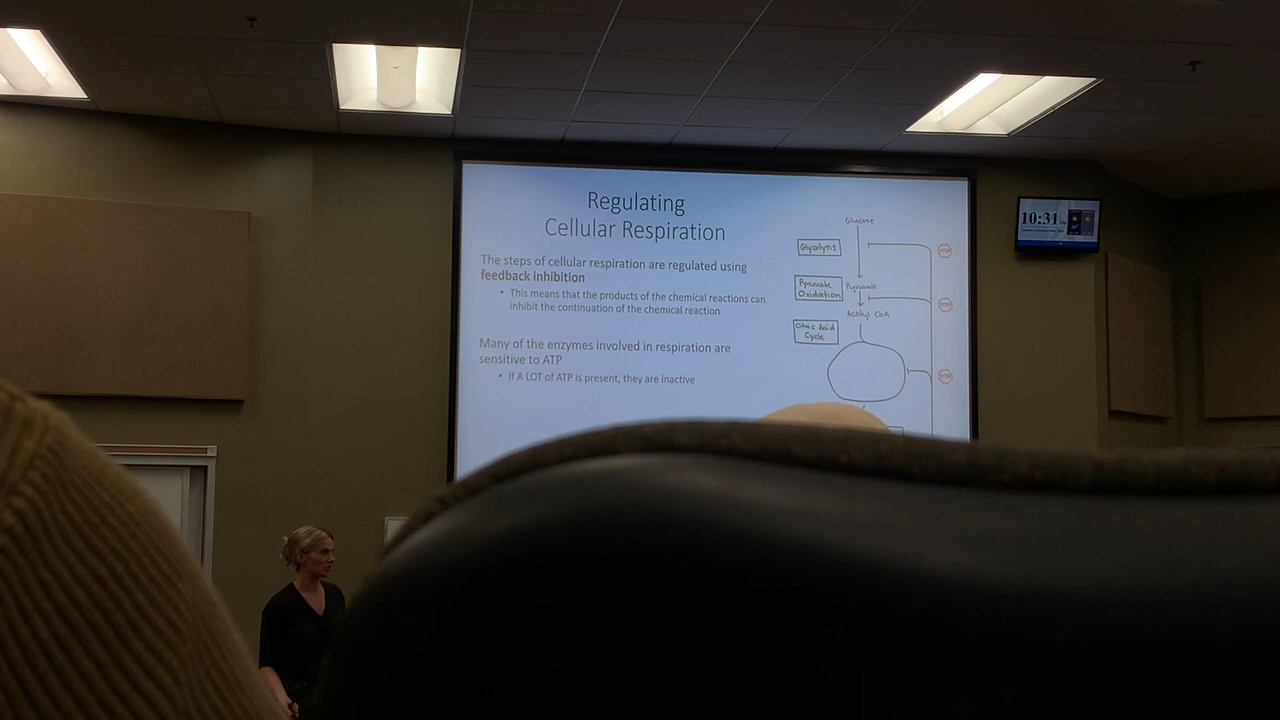 Regulating
Cellular Respiration
The steps of cellular respiration are regulated using
feedback inhibition
• This means that the products of the chemical reactions can
inhibit the continuation of the chemical reaction
Many of the enzymes involved in respiration are
sensitive to ATP
• If A LOT of ATP is present, they are inactive
Glucose
Glycolysis
STOP
Pyruvate
Oxidation
Pyruvate
STOP
Acetyl CoA
Citric Acid
Cycle
STOP
10:31